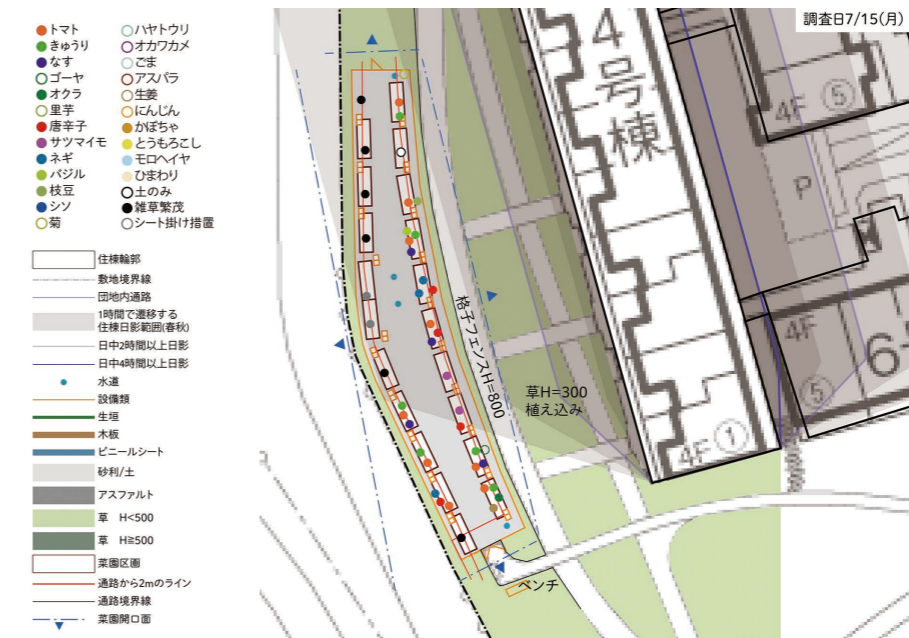 調査日7/15(月)
トマト
きゅうり
なす
ゴーヤ
オクラ
里芋
唐辛子
サツマイモ
ネギ
バジル
枝豆
シソ
菊
ハヤトウリ
オカワカメ
ごま
アスパラ
生姜
にんじん
かぼちゃ
とうもろこし
モロヘイヤ
ひまわり
土のみ
雑草繁茂
シート掛け措置
住棟輪郭
敷地境界線
団地内通路
1時間で遷移する
住棟日影範囲(春秋)
日中2時間以上日影
日中4時間以上日影
水道
設備類
生垣
木板
ビニールシート
砂利/土
アスファルト
草 H<500
草 H≧500
菜園区画
通路から2mのライン
通路境界線
菜園開口面
4号棟
4F ⑤
P
格子フェンスH=800
草H=300
植え込み
4F
6
⑤
4F ①
ベンチ